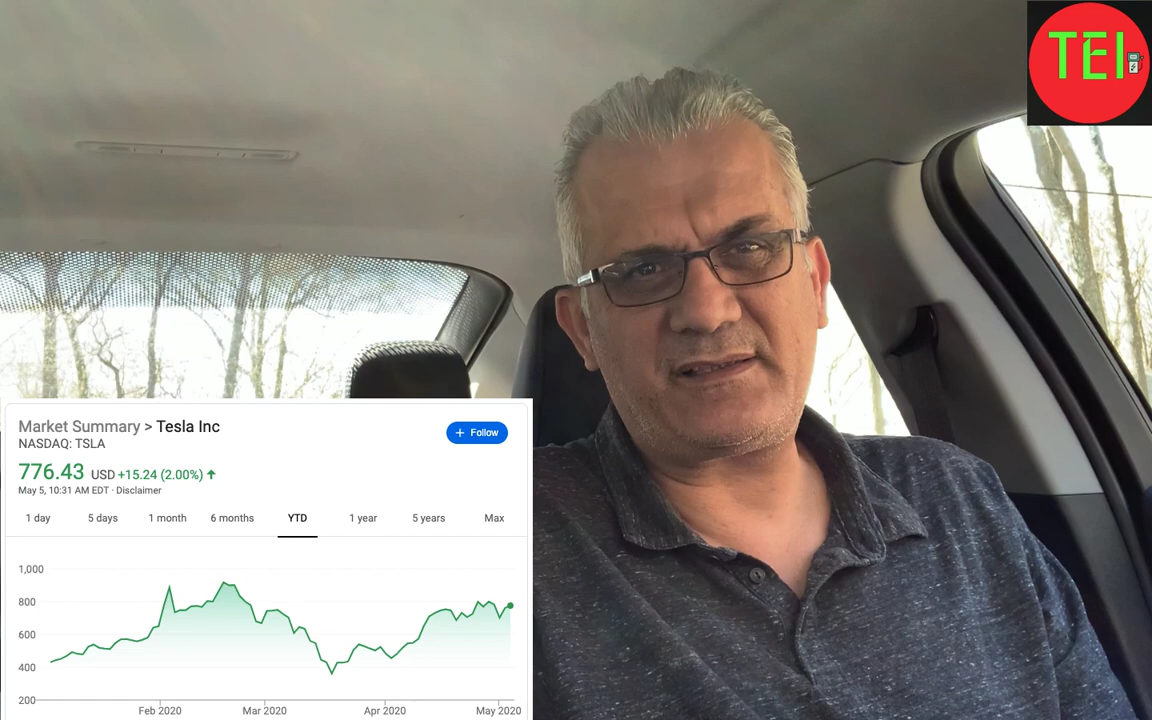 TEI
Market Summary > Tesla Inc
NASDAQ: TSLA
+ Follow
776.43 USD +15.24 (2.00%) ↑
May 5, 10:31 AM EDT · Disclaimer
1 day 5 days 1 month 6 months YTD 1 year 5 years Max
1,000
800
600
400
200
Feb 2020 Mar 2020 Apr 2020 May 2020